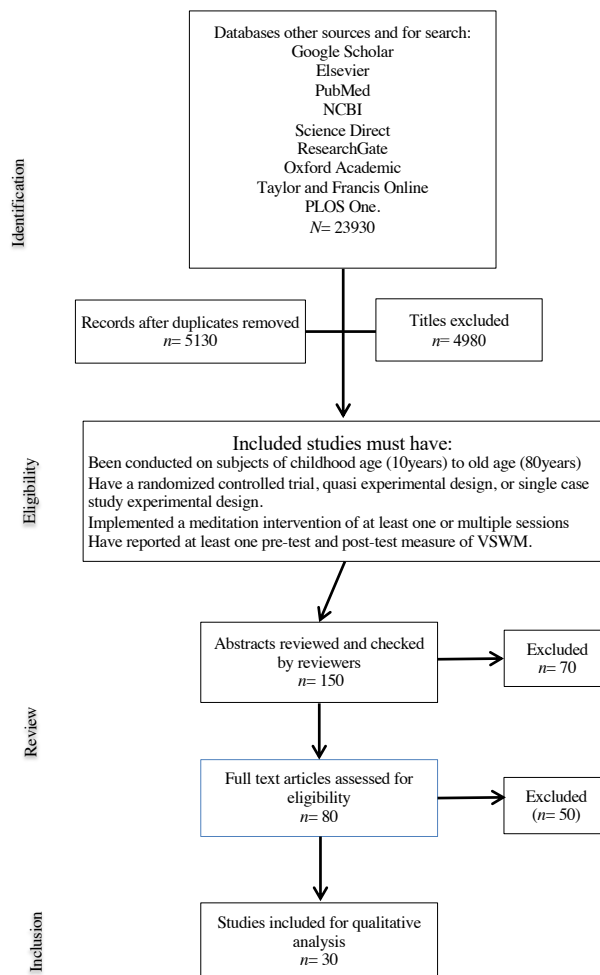 Databases other sources and for search:
Google Scholar
Elsevier
PubMed
NCBI
Science Direct
ResearchGate
Oxford Academic
Taylor and Francis Online
PLOS One.
N= 23930
Identification
Records after duplicates removed
n= 5130
Titles excluded
n= 4980
Eligibility
Included studies must have:
Been conducted on subjects of childhood age (10years) to old age (80years)
Have a randomized controlled trial, quasi experimental design, or single case
study experimental design.
Implemented a meditation intervention of at least one or multiple sessions
Have reported at least one pre-test and post-test measure of VSWM.
Review
Abstracts reviewed and checked
by reviewers
n= 150
Excluded
n= 70
Full text articles assessed for
eligibility
n= 80
Excluded
(n= 50)
Inclusion
Studies included for qualitative
analysis
n= 30